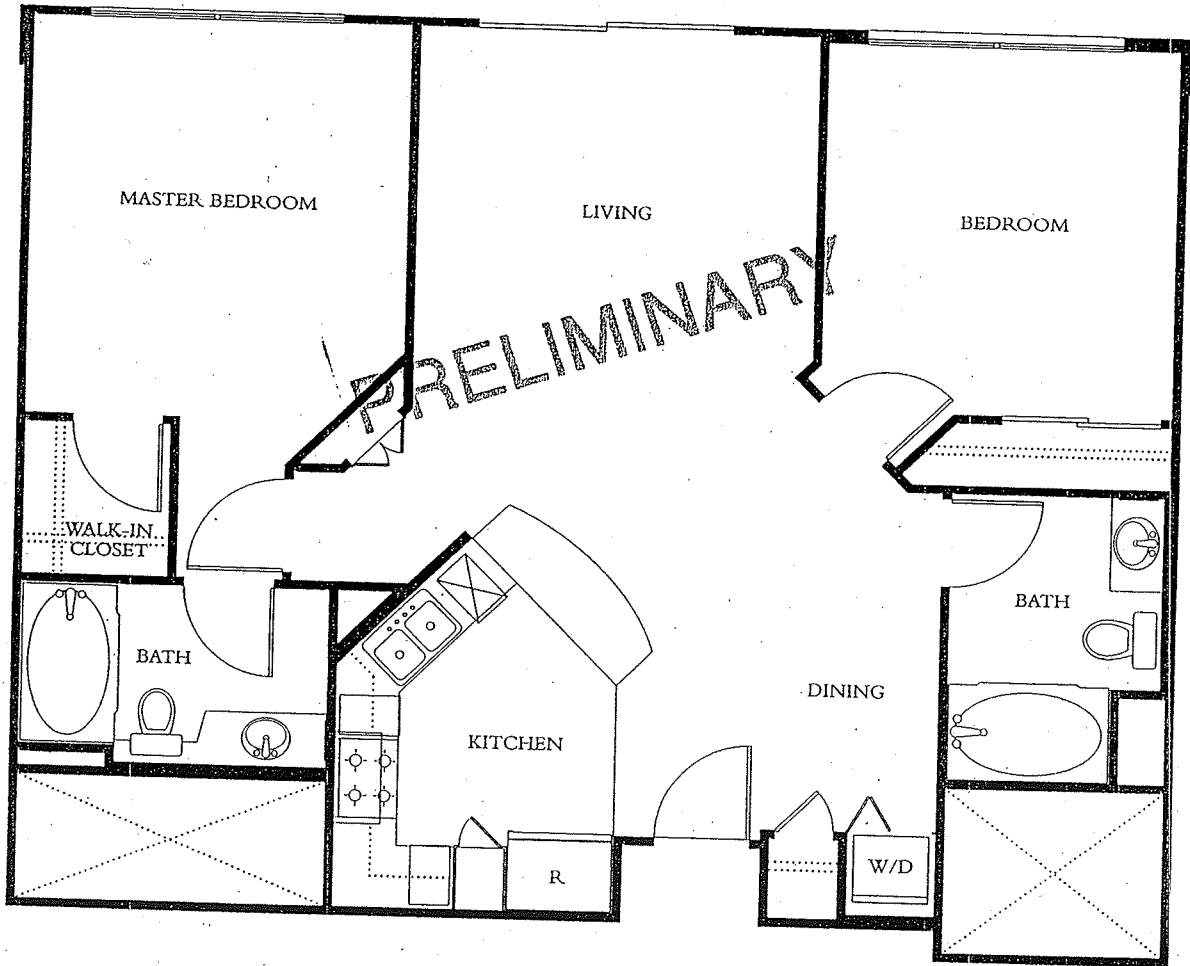 MASTER BEDROOM
LIVING
BEDROOM
PRELIMINARY
WALK-IN
CLOSET
BATH
BATH
DINING
KITCHEN
R
W/D